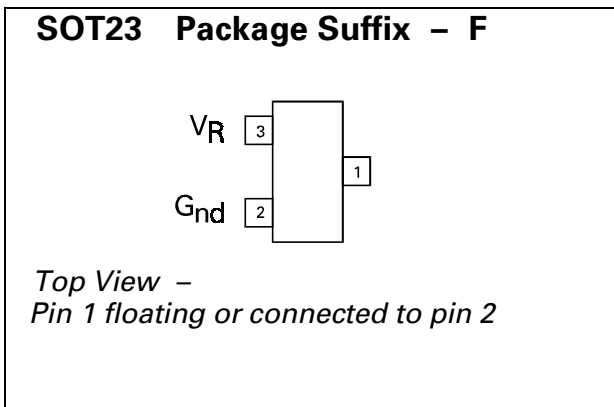 SOT23 Package Suffix – F
VR 3
1
Gnd 2
Top View –
Pin 1 floating or connected to pin 2